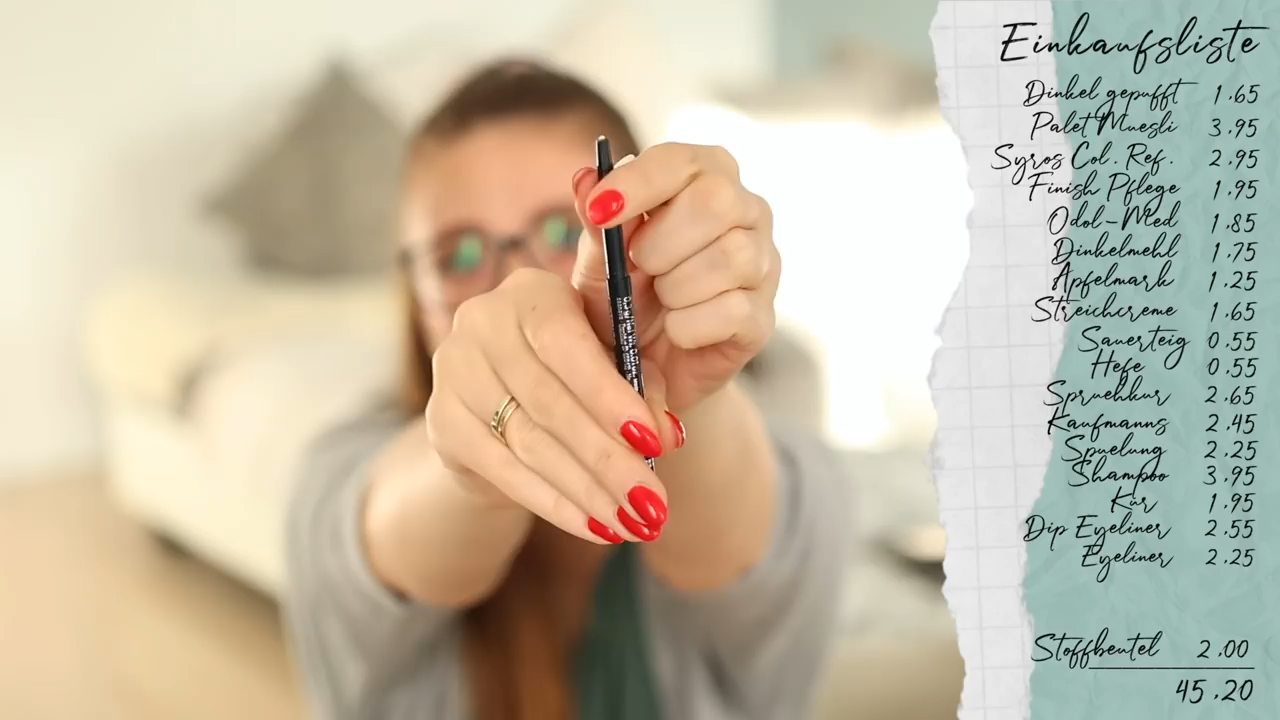 Einkaufsliste
Dinkel gepufft 1.65
Palet Muesli 3.95
Syros Col. Ref. 2.95
Finish Pflege 1.95
Odol-Med 1.85
Dinkelmehl 1.75
Apfelmark 1.25
Streichcreme 1.65
Sauerteig 0.55
Hefe 0.55
Spruehkur 2.65
Kaufmanns 2.45
Spuelung 2.25
Shampoo 3.95
Kur 1.95
Dip Eyeliner 2.55
Eyeliner 2.25
Stoffbeutel 2.00
45.20